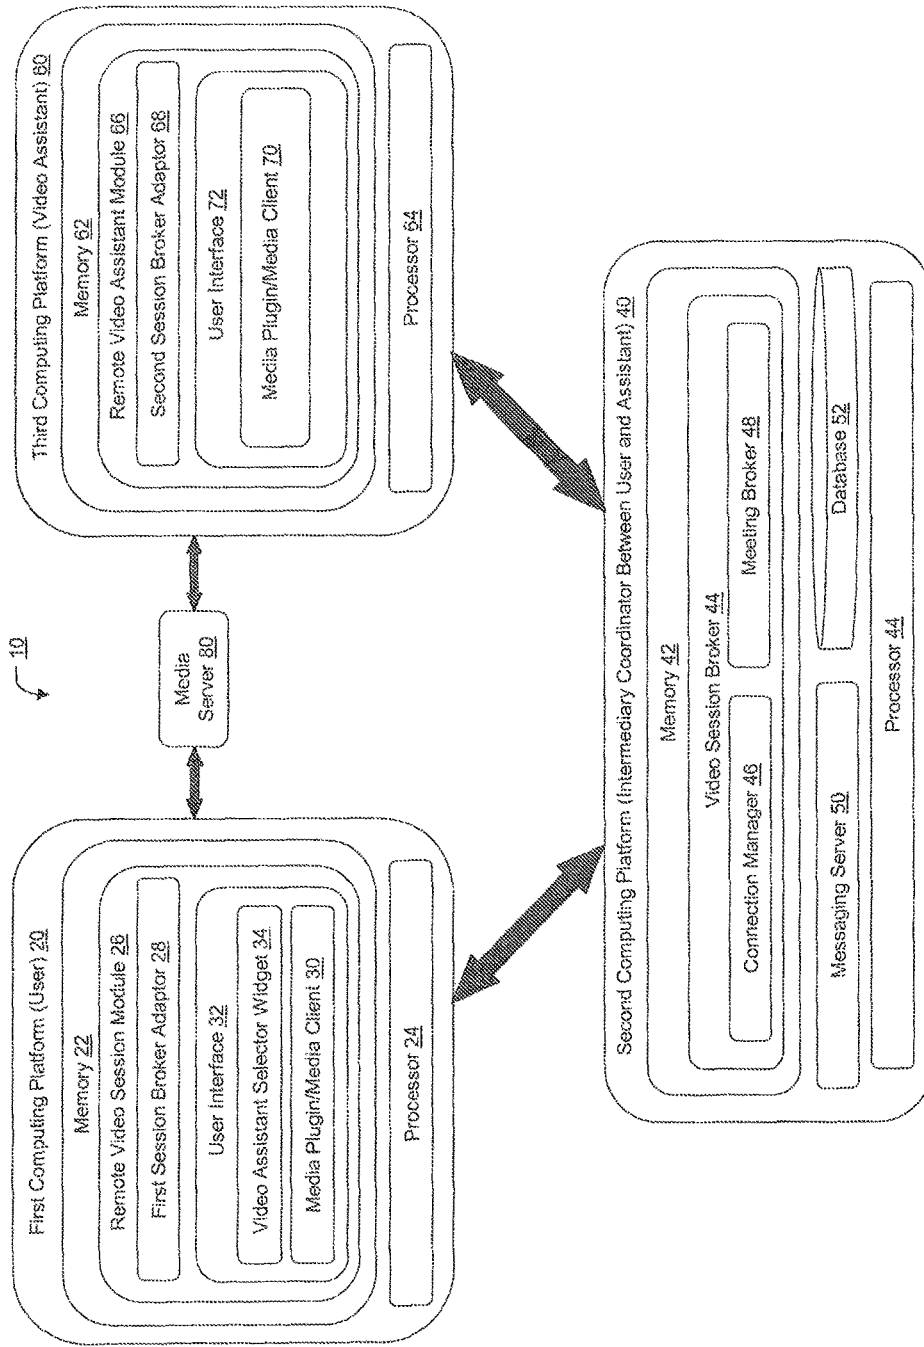 10
First Computing Platform (User) 20
Memory 22
Remote Video Session Module 26
First Session Broker Adaptor 28
User Interface 32
Video Assistant Selector Widget 34
Media Plugin/Media Client 30
Processor 24
Media
Server 80
Third Computing Platform (Video Assistant) 60
Memory 62
Remote Video Assistant Module 66
Second Session Broker Adaptor 68
User Interface 72
Media Plugin/Media Client 70
Processor 64
Second Computing Platform (Intermediary Coordinator Between User and Assistant) 40
Memory 42
Video Session Broker 44
Connection Manager 46
Meeting Broker 48
Messaging Server 50
Database 52
Processor 44